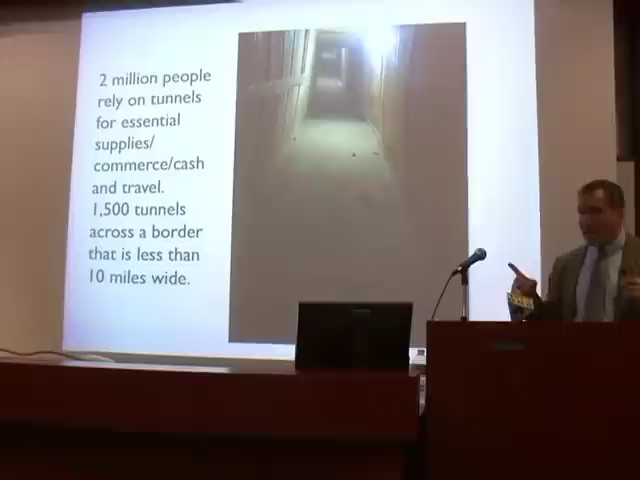 2 million people
rely on tunnels
for essential
supplies/
commerce/cash
and travel.
1,500 tunnels
across a border
that is less than
10 miles wide.